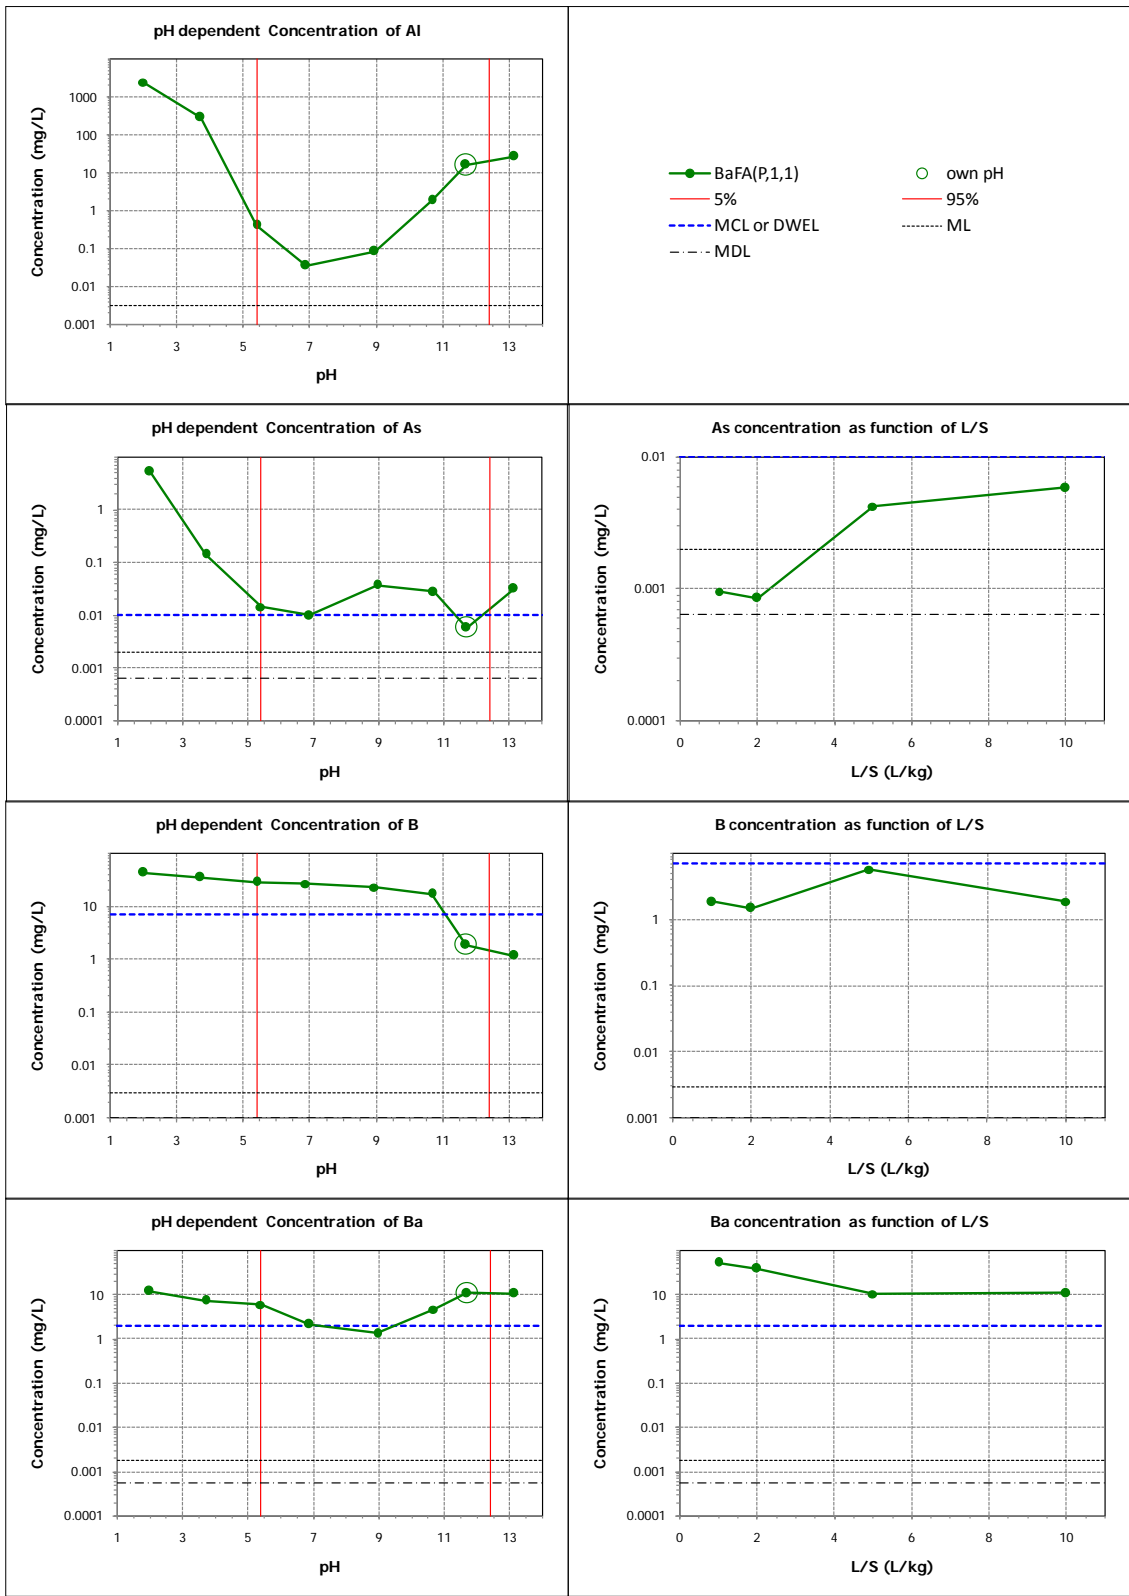 pH dependent Concentration of Al
Concentration (mg/L)
1000
100
10
1
0.1
0.01
0.001
1 3 5 7 9 11 13
pH
BaFA(P,1,1) own pH
5% 95%
MCL or DWEL ML
MDL
pH dependent Concentration of As
Concentration (mg/L)
1
0.1
0.01
0.001
0.0001
1 3 5 7 9 11 13
pH
As concentration as function of L/S
Concentration (mg/L)
0.01
0.001
0.0001
0 2 4 6 8 10
L/S (L/kg)
pH dependent Concentration of B
Concentration (mg/L)
10
1
0.1
0.01
0.001
1 3 5 7 9 11 13
pH
B concentration as function of L/S
Concentration (mg/L)
1
0.1
0.01
0.001
0 2 4 6 8 10
L/S (L/kg)
pH dependent Concentration of Ba
Concentration (mg/L)
10
1
0.1
0.01
0.001
0.0001
1 3 5 7 9 11 13
pH
Ba concentration as function of L/S
Concentration (mg/L)
10
1
0.1
0.01
0.001
0.0001
0 2 4 6 8 10
L/S (L/kg)